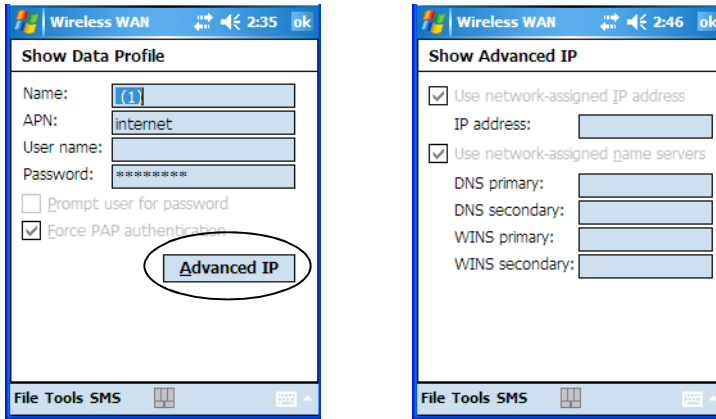 Wireless WAN 2:35 ok
Show Data Profile
Name: (1)
APN: internet
User name:
Password: ********
Prompt user for password
Force PAP authentication
Advanced IP
File Tools SMS
Wireless WAN 2:46 ok
Show Advanced IP
Use network-assigned IP address
IP address:
Use network-assigned name servers
DNS primary:
DNS secondary:
WINS primary:
WINS secondary:
File Tools SMS